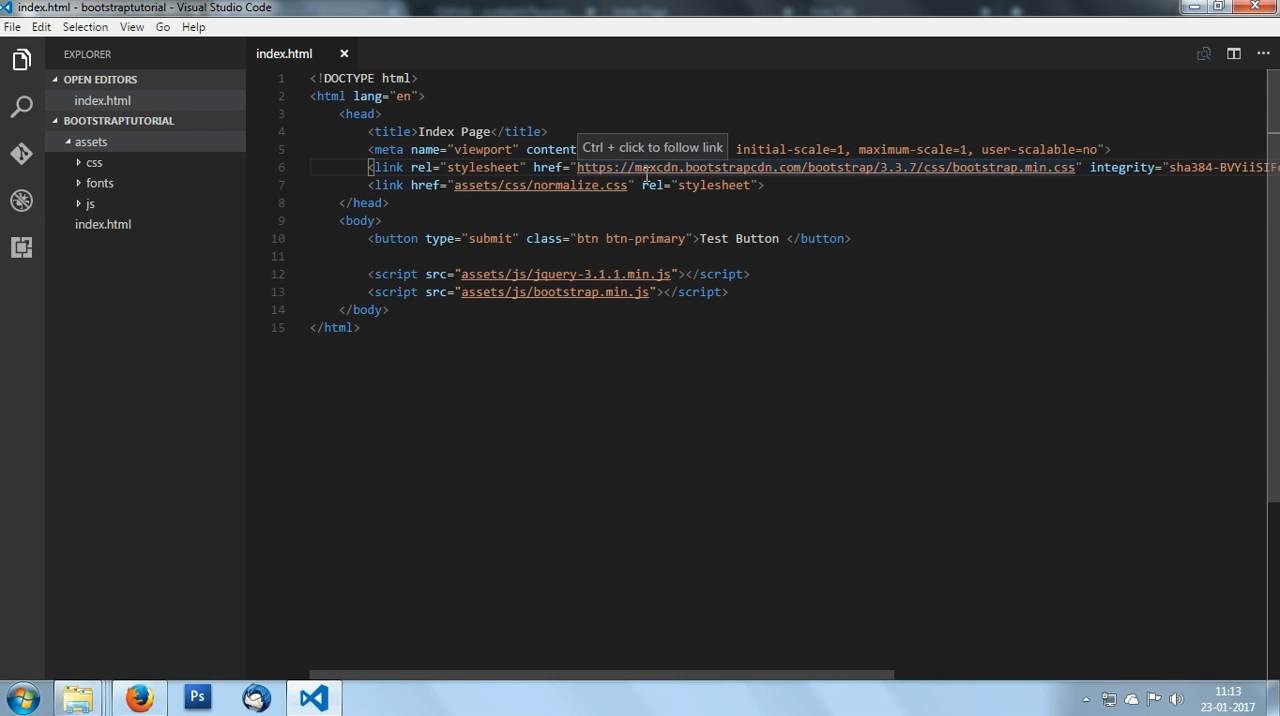 index.html - bootstraptutorial - Visual Studio Code
File Edit Selection View Go Help
EXPLORER
OPEN EDITORS
index.html
BOOTSTRAPTUTORIAL
assets
css
fonts
js
index.html
index.html
1 <!DOCTYPE html>
2 <html lang="en">
3 <head>
4 <title>Index Page</title>
Ctrl + click to follow link
5 <meta name="viewport" content initial-scale=1, maximum-scale=1, user-scalable=no">
6 <link rel="stylesheet" href="https://maxcdn.bootstrapcdn.com/bootstrap/3.3.7/css/bootstrap.min.css" integrity="sha384-BVYiiSIF
7 <link href="assets/css/normalize.css" rel="stylesheet">
8 </head>
9 <body>
10 <button type="submit" class="btn btn-primary">Test Button </button>
11
12 <script src="assets/js/jquery-3.1.1.min.js"></script>
13 <script src="assets/js/bootstrap.min.js"></script>
14 </body>
15 </html>
Ps
11:13
23-01-2017